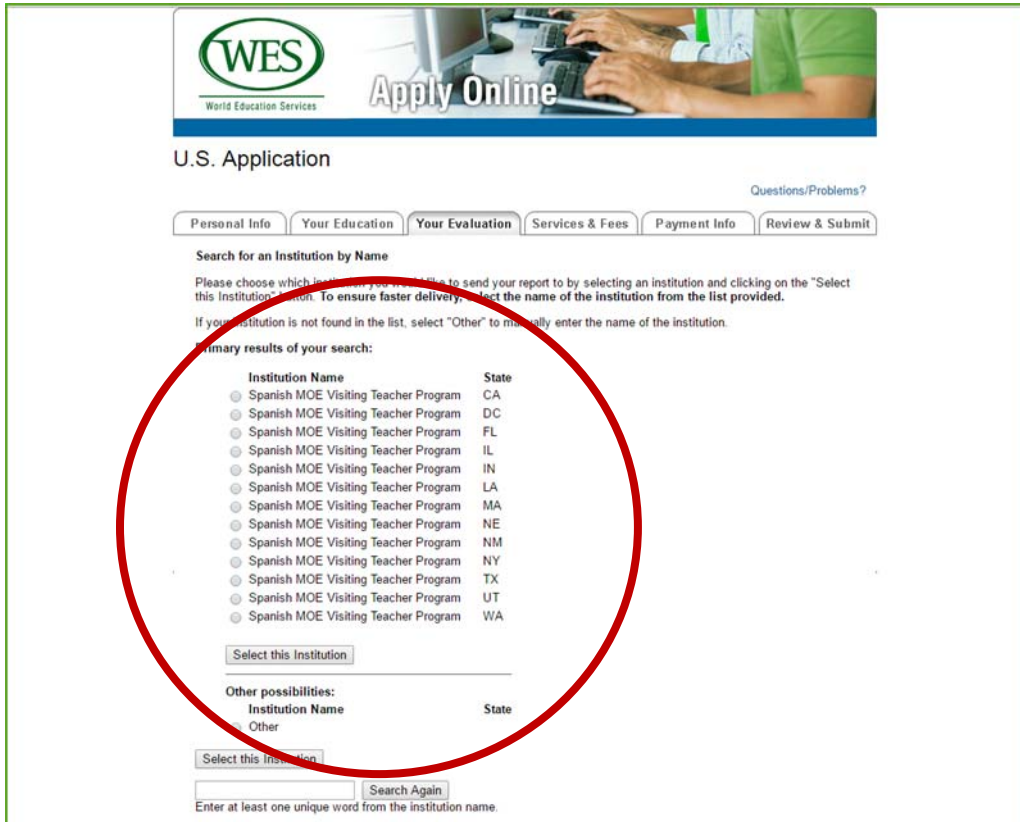 WES
World Education Services
Apply Online
U.S. Application
Questions/Problems?
Personal Info Your Education Your Evaluation Services & Fees Payment Info Review & Submit
Search for an Institution by Name
Please choose which institution you would like to send your report to by selecting an institution and clicking on the "Select
this Institution" button. To ensure faster delivery, select the name of the institution from the list provided.
If your institution is not found in the list, select "Other" to manually enter the name of the institution.
Primary results of your search:
Institution Name State
Spanish MOE Visiting Teacher Program CA
Spanish MOE Visiting Teacher Program DC
Spanish MOE Visiting Teacher Program FL
Spanish MOE Visiting Teacher Program IL
Spanish MOE Visiting Teacher Program IN
Spanish MOE Visiting Teacher Program LA
Spanish MOE Visiting Teacher Program MA
Spanish MOE Visiting Teacher Program NE
Spanish MOE Visiting Teacher Program NM
Spanish MOE Visiting Teacher Program NY
Spanish MOE Visiting Teacher Program TX
Spanish MOE Visiting Teacher Program UT
Spanish MOE Visiting Teacher Program WA
Select this Institution
Other possibilities:
Institution Name State
Other
Select this Institution
Search Again
Enter at least one unique word from the institution name.